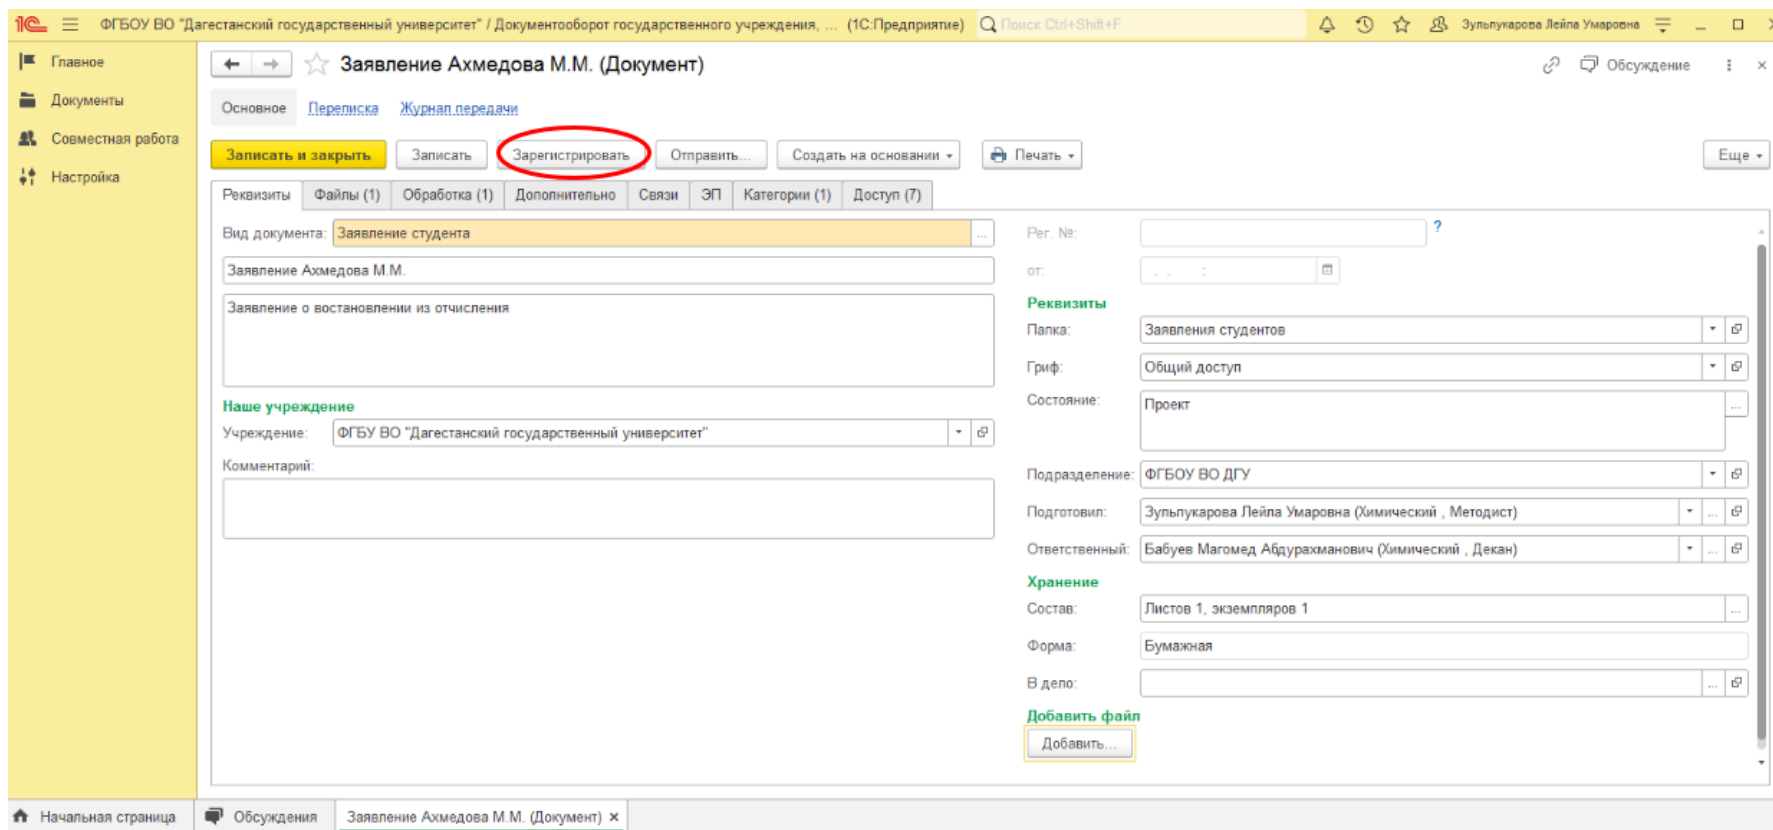 1С ФГБОУ ВО "Дагестанский государственный университет" / Документооборот государственного учреждения, ... (1С:Предприятие) Поиск Ctrl+Shift+F Зульпукарова Лейла Умаровна
Главное
Документы
Совместная работа
Настройка
Заявление Ахмедова М.М. (Документ) Обсуждение
Основное Переписка Журнал передачи
Записать и закрыть Записать Зарегистрировать Отправить... Создать на основании Печать Еще
Реквизиты Файлы (1) Обработка (1) Дополнительно Связи ЭП Категории (1) Доступ (7)
Вид документа: Заявление студента ...
Заявление Ахмедова М.М.
Заявление о востановлении из отчисления
Наше учреждение
Учреждение: ФГБУ ВО "Дагестанский государственный университет"
Комментарий:
Рег. №: ?
от: . . :
Реквизиты
Папка: Заявления студентов
Гриф: Общий доступ
Состояние: Проект ...
Подразделение: ФГБОУ ВО ДГУ
Подготовил: Зульпукарова Лейла Умаровна (Химический , Методист) ...
Ответственный: Бабуев Магомед Абдурахманович (Химический , Декан) ...
Хранение
Состав: Листов 1, экземпляров 1 ...
Форма: Бумажная
В дело: ...
Добавить файл
Добавить...
Начальная страница Обсуждения Заявление Ахмедова М.М. (Документ) ×